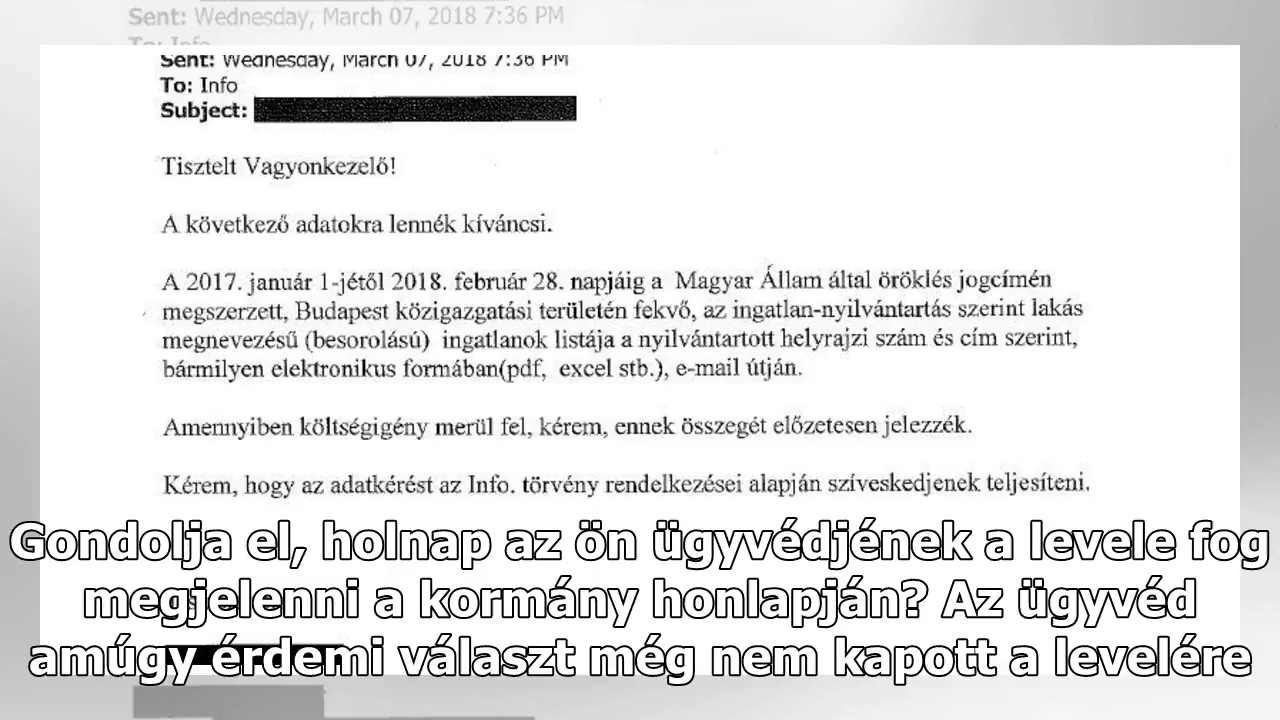 Sent: Wednesday, March 07, 2018 7:36 PM
To: Info
Sent: Wednesday, March 07, 2018 7:36 PM
To: Info
Subject:
Tisztelt Vagyonkezelő!
A következő adatokra lennék kíváncsi.
A 2017. január 1-jétől 2018. február 28. napjáig a Magyar Állam által öröklés jogcímén
megszerzett, Budapest közigazgatási területén fekvő, az ingatlan-nyilvántartás szerint lakás
megnevezésű (besorolású) ingatlanok listája a nyilvántartott helyrajzi szám és cím szerint,
bármilyen elektronikus formában(pdf, excel stb.), e-mail útján.
Amennyiben költségigény merül fel, kérem, ennek összegét előzetesen jelezzék.
Kérem, hogy az adatkérést az Info. törvény rendelkezései alapján szíveskedjenek teljesíteni.
Gondolja el, holnap az ön ügyvédjének a levele fog
megjelenni a kormány honlapján? Az ügyvéd
amúgy érdemi választ még nem kapott a levelére